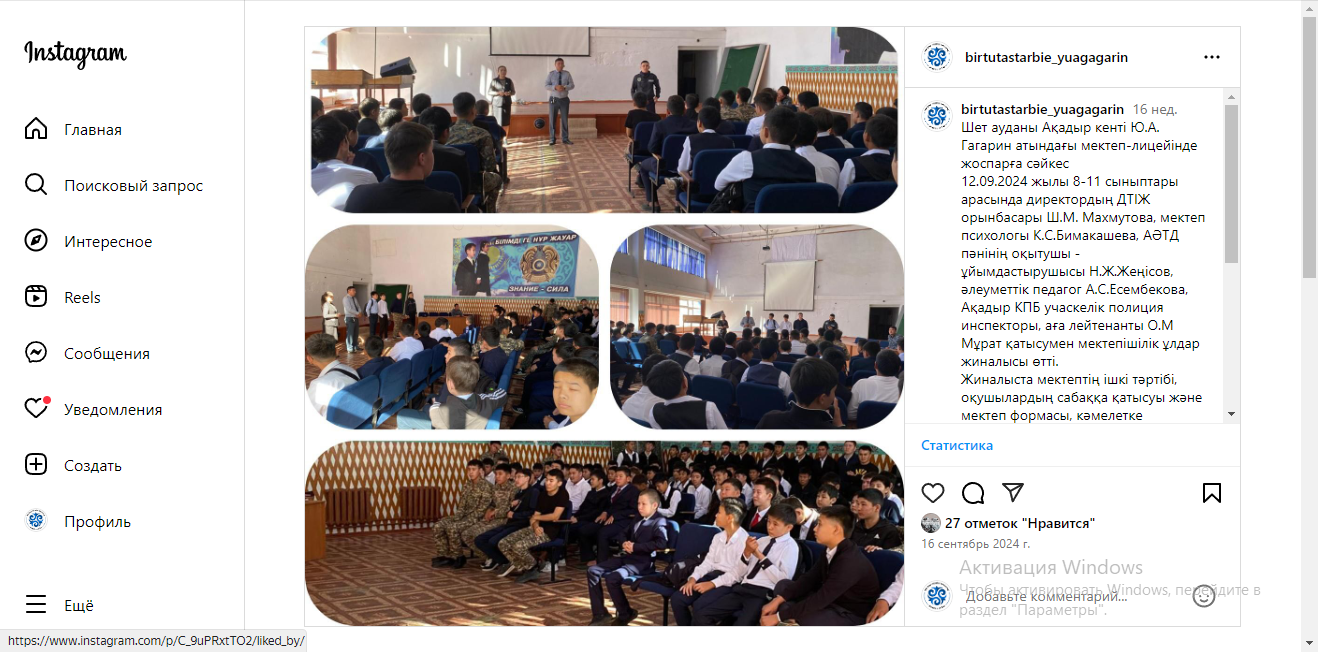 Instagram
Главная
Поисковый запрос
Интересное
Reels
Сообщения
Уведомления
Создать
Профиль
Ещё
https://www.instagram.com/p/C_9uPRxtTO2/liked_by/
БІЛІМДЕГЕ НҰР ЖАУАР
ЗНАНИЕ - СИЛА
birtutastarbie_yuagagarin
birtutastarbie_yuagagarin 16 нед.
Шет ауданы Ақадыр кенті Ю.А.
Гагарин атындағы мектеп-лицейінде
жоспарға сәйкес
12.09.2024 жылы 8-11 сыныптары
арасында директордың ДТІЖ
орынбасары Ш.М. Махмутова, мектеп
психологы К.С.Бимакашева, АӘТД
пәнінің оқытушы -
ұйымдастырушысы Н.Ж.Жеңісов,
әлеуметтік педагог А.С.Есембекова,
Ақадыр КПБ учаскелік полиция
инспекторы, аға лейтенанты О.М
Мұрат қатысумен мектепішілік ұлдар
жиналысы өтті.
Жиналыста мектептің ішкі тәртібі,
оқушылардың сабаққа қатысуы және
мектеп формасы, кәмелетке
Статистика
27 отметок "Нравится"
16 сентябрь 2024 г.
Добавьте комментарий...
Активация Windows
Чтобы активировать Windows, перейдите в
раздел "Параметры".